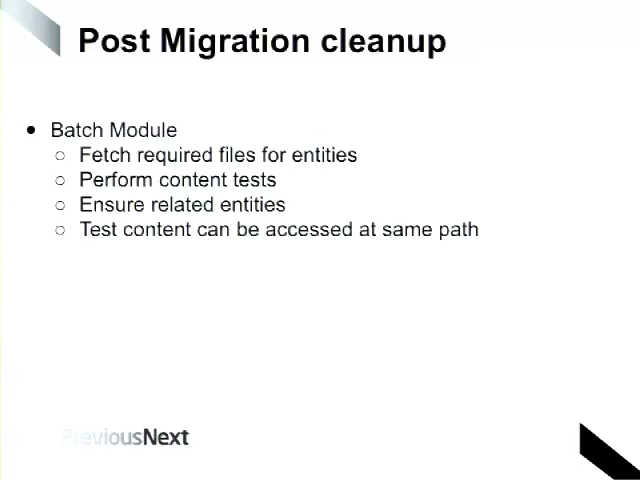 Post Migration cleanup
● Batch Module
○ Fetch required files for entities
○ Perform content tests
○ Ensure related entities
○ Test content can be accessed at same path
PreviousNext